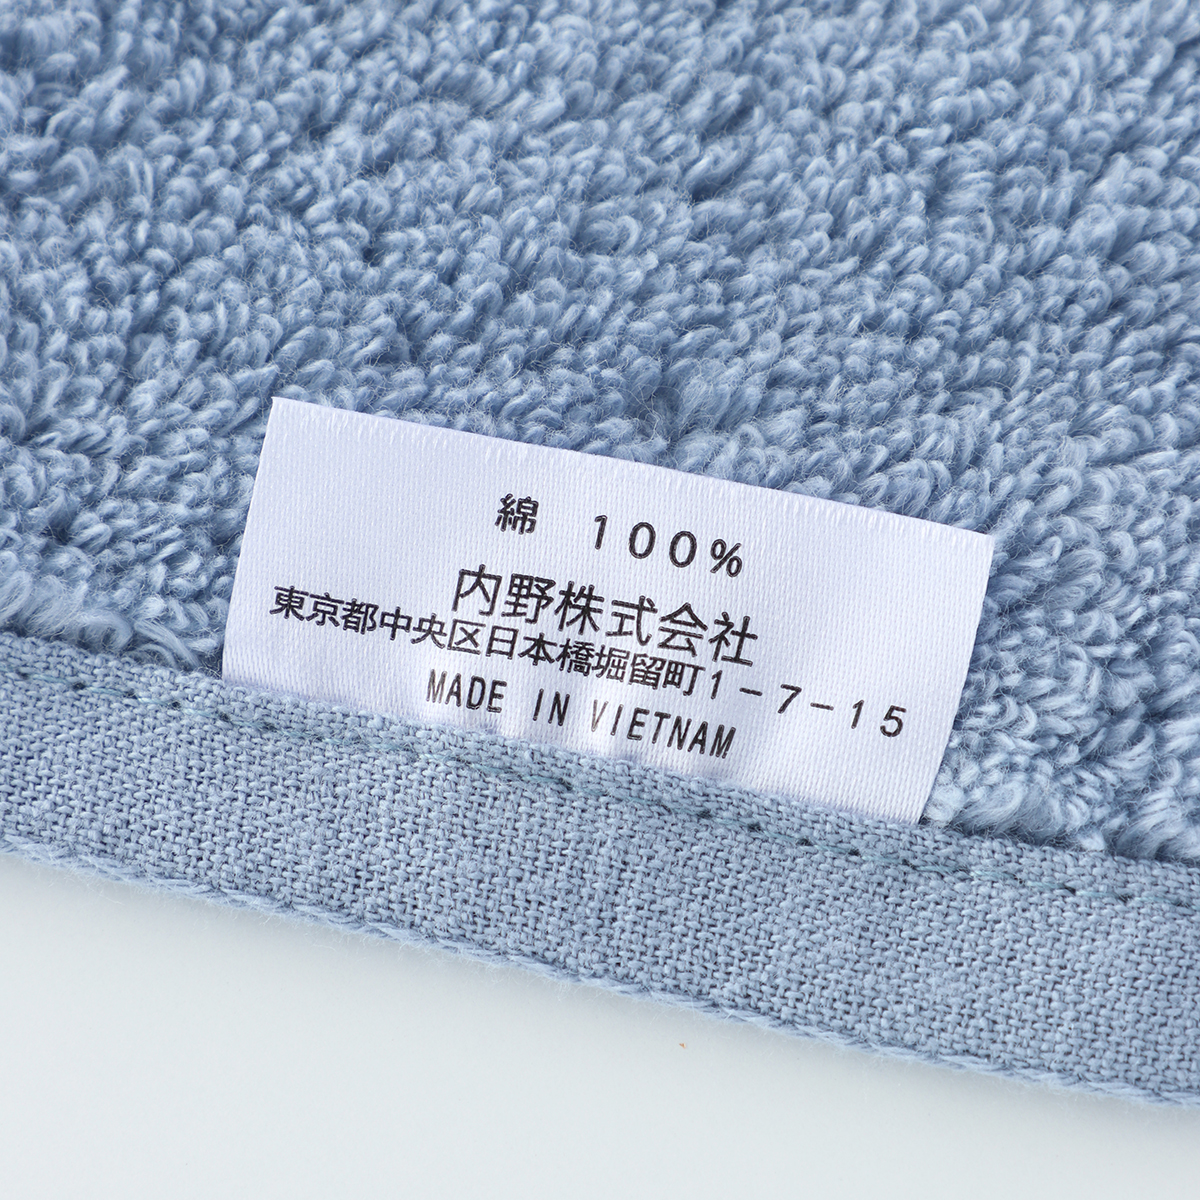 綿 100%
内野株式会社
東京都中央区日本橋堀留町1-7-15
MADE IN VIETNAM